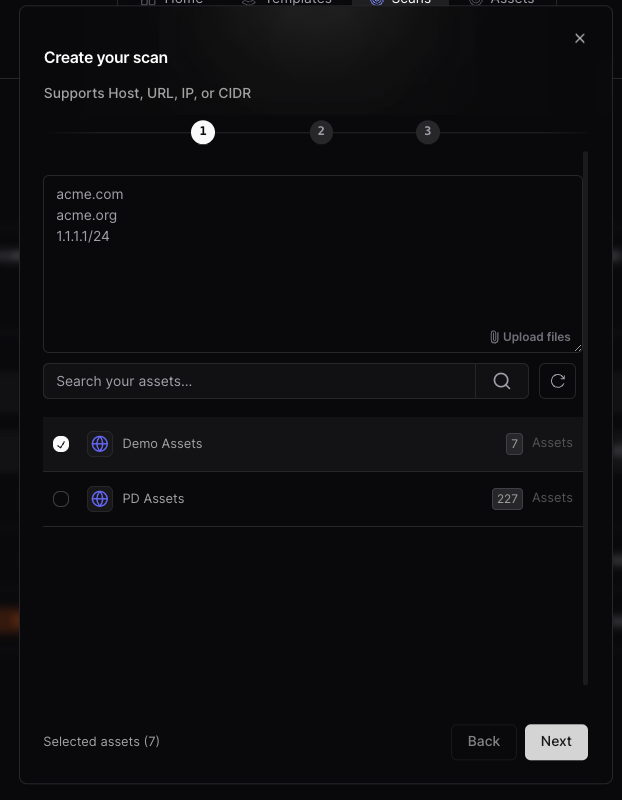 Home Templates Scans Assets
Create your scan
Supports Host, URL, IP, or CIDR
1 2 3
acme.com
acme.org
1.1.1.1/24
Upload files
Search your assets...
Demo Assets 7 Assets
PD Assets 227 Assets
Selected assets (7) Back Next